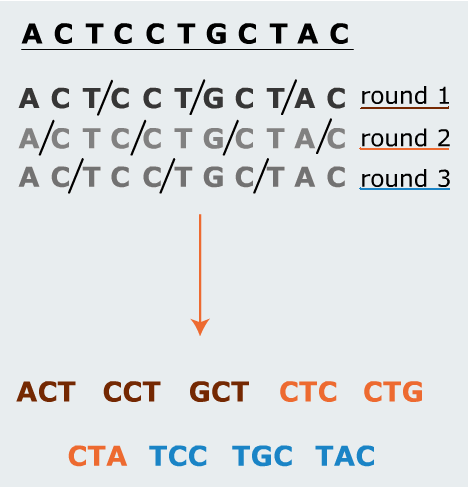 A C T C C T G C T A C
A C T/C C T/G C T/A C round 1
A/C T C/C T G/C T A/C round 2
A C/T C C/T G C/T A C round 3
ACT CCT GCT CTC CTG
CTA TCC TGC TAC